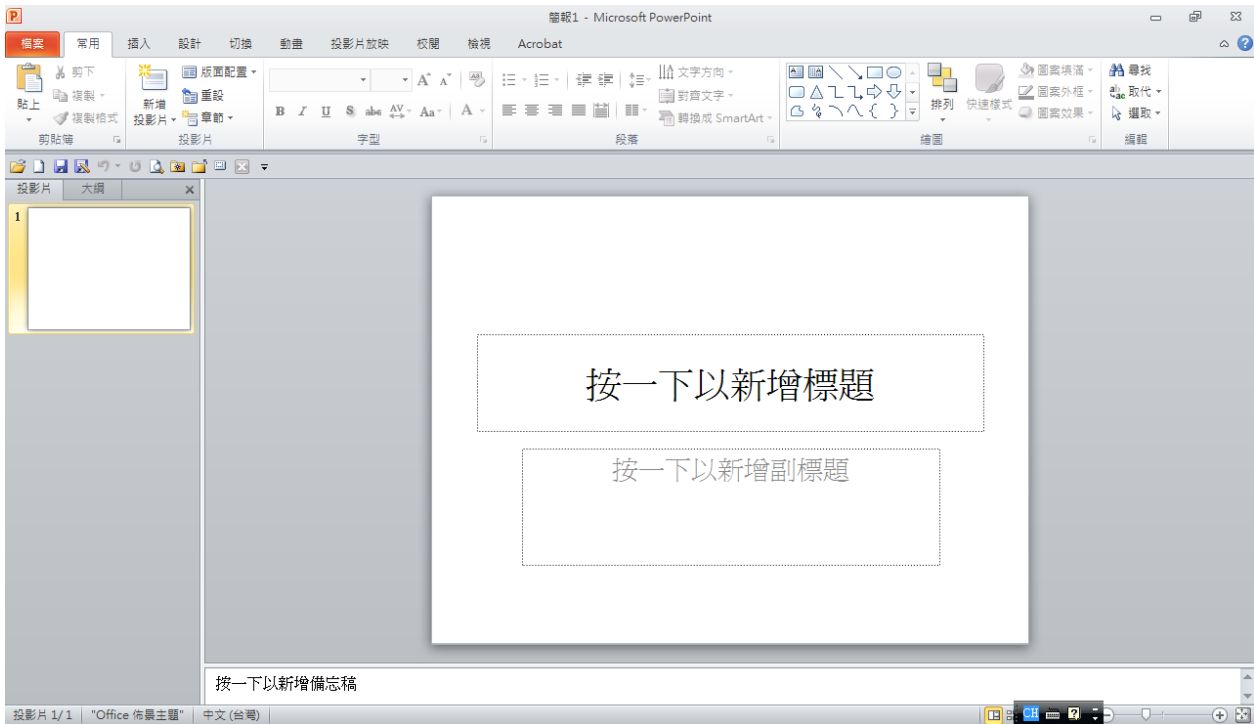 簡報1 - Microsoft PowerPoint
檔案 常用 插入 設計 切換 動畫 投影片放映 校閱 檢視 Acrobat
剪下 版面配置 文字方向 圖案填滿 尋找
複製 重設 對齊文字 圖案外框 取代
貼上 複製格式 新增 投影片 章節 B I U S abc AV Aa A 轉換成 SmartArt 排列 快速樣式 圖案效果 選取
剪貼簿 投影片 字型 段落 繪圖 編輯
投影片 大綱
1
按一下以新增標題
按一下以新增副標題
按一下以新增備忘稿
投影片 1/1 "Office 佈景主題" 中文 (台灣) CH